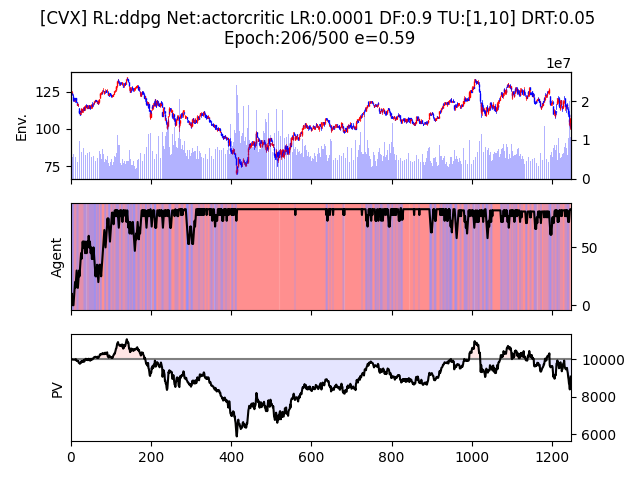 [CVX] RL:ddpg Net:actorcritic LR:0.0001 DF:0.9 TU:[1,10] DRT:0.05
Epoch:206/500 e=0.59
1e7
125
100
75
Env.
2
1
0
Agent
50
0
PV
10000
8000
6000
0 200 400 600 800 1000 1200